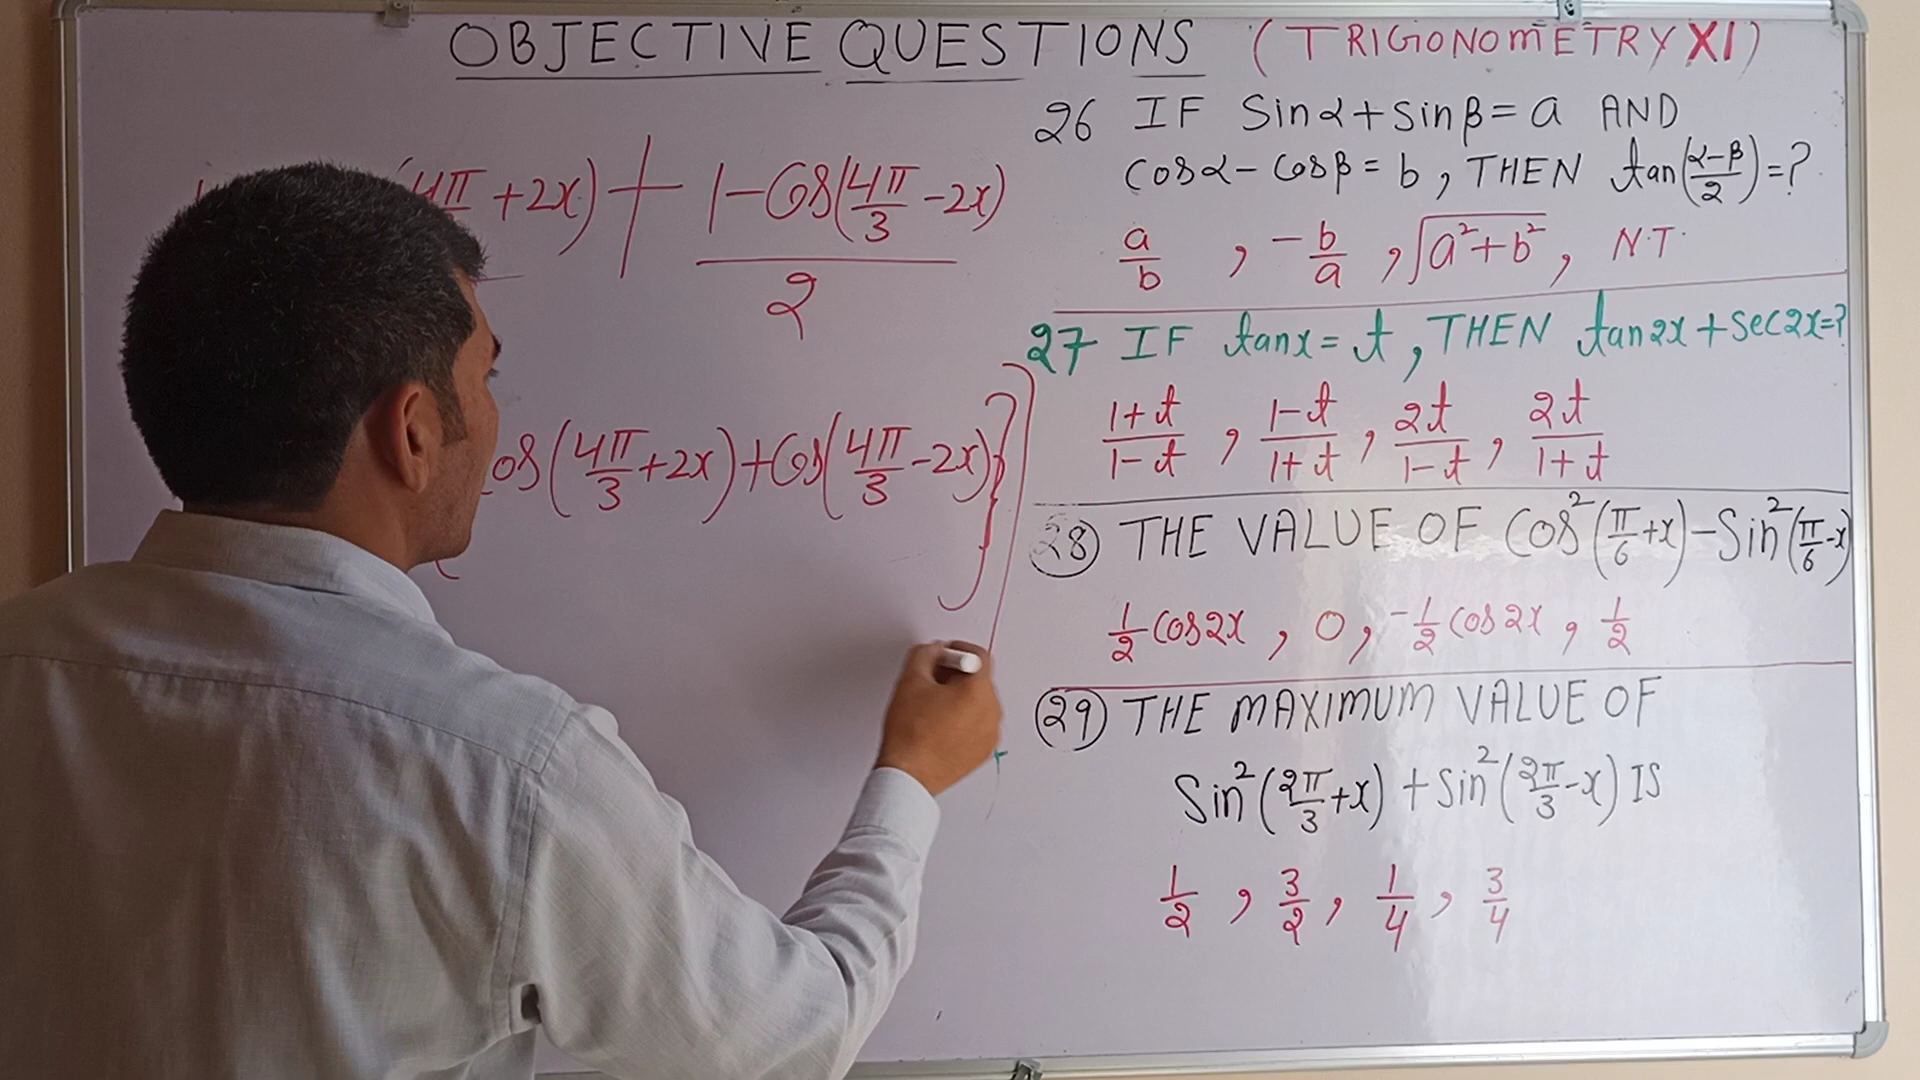 OBJECTIVE QUESTIONS (TRIGONOMETRY XI)
(4π/3 +2x) + 1-Cos(4π/3 -2x)
2
Cos(4π/3+2x)+Cos(4π/3-2x)}]
26 IF Sinα+sinβ=a AND
cosα-Cosβ=b, THEN tan(α-β/2)=?
a/b , -b/a , √a²+b² , N.T.
27 IF tanx=t, THEN tan2x+sec2x=?
1+t/1-t , 1-t/1+t , 2t/1-t , 2t/1+t
28) THE VALUE OF Cos²(π/6+x)-Sin²(π/6-x)
1/2 cos2x , 0 , -1/2 cos2x , 1/2
29) THE MAXIMUM VALUE OF
Sin²(2π/3+x) + Sin²(2π/3-x) IS
1/2 , 3/2 , 1/4 , 3/4